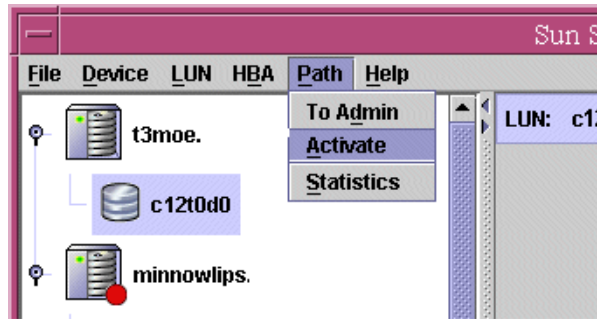 Sun S
File Device LUN HBA Path Help
To Admin
Activate
Statistics
LUN: c1
t3moe.
c12t0d0
minnowlips.